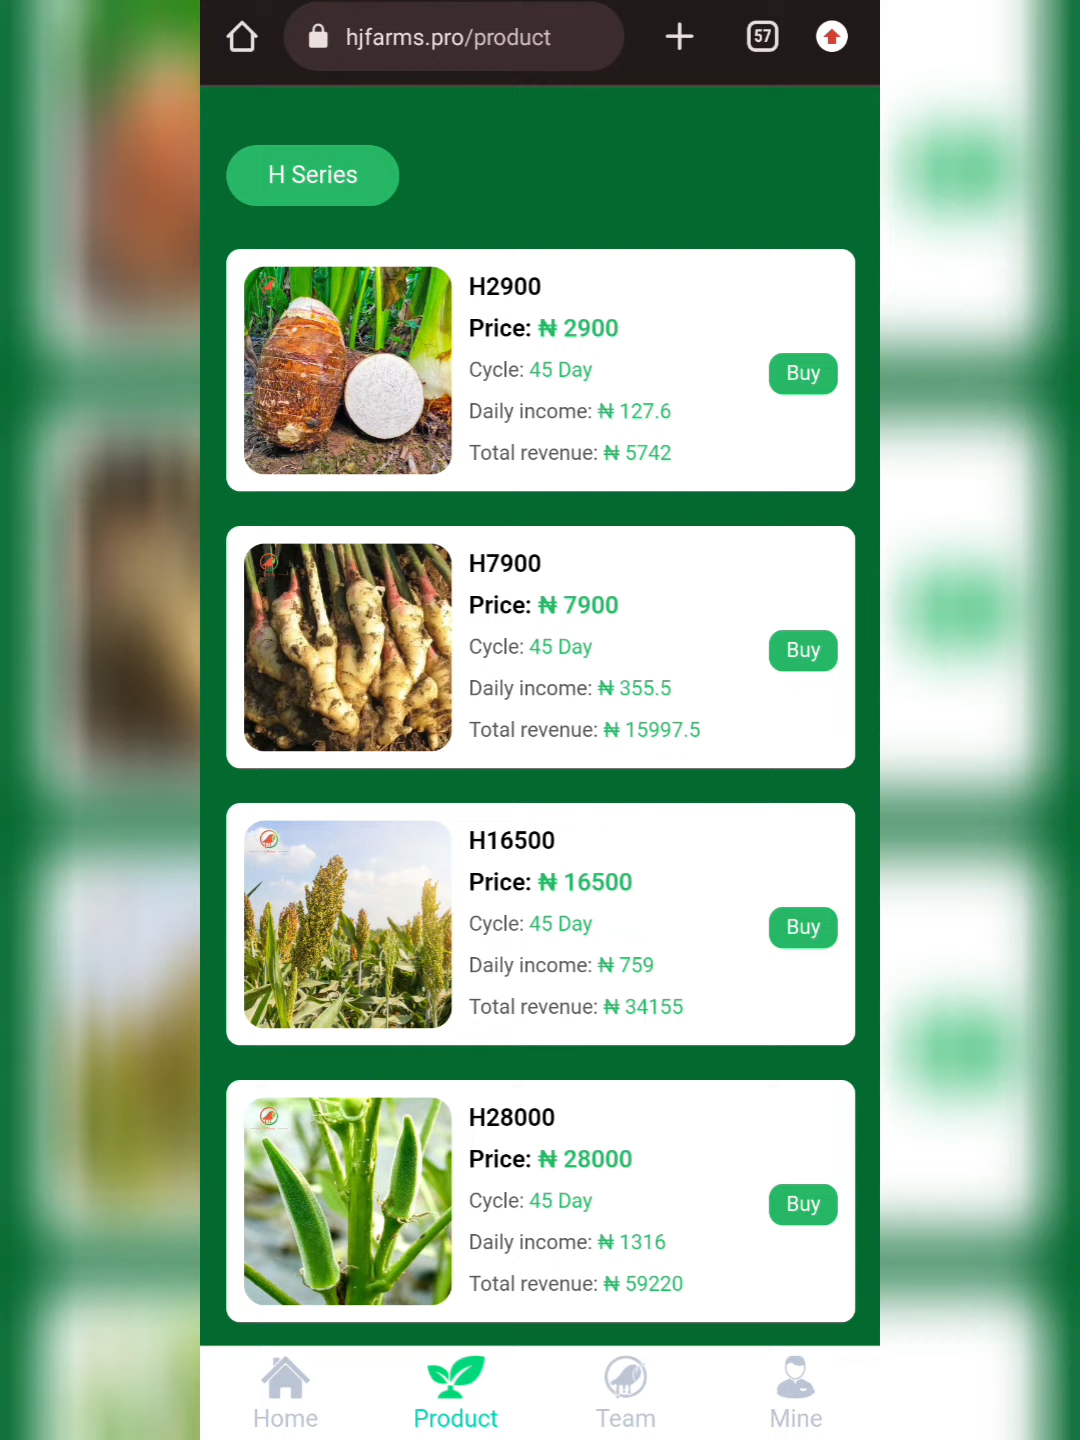 hjfarms.pro/product
57
H Series
H2900
Price: ₦ 2900
Cycle: 45 Day
Buy
Daily income: ₦ 127.6
Total revenue: ₦ 5742
H7900
Price: ₦ 7900
Cycle: 45 Day
Buy
Daily income: ₦ 355.5
Total revenue: ₦ 15997.5
H16500
Price: ₦ 16500
Cycle: 45 Day
Buy
Daily income: ₦ 759
Total revenue: ₦ 34155
H28000
Price: ₦ 28000
Cycle: 45 Day
Buy
Daily income: ₦ 1316
Total revenue: ₦ 59220
Home
Product
Team
Mine